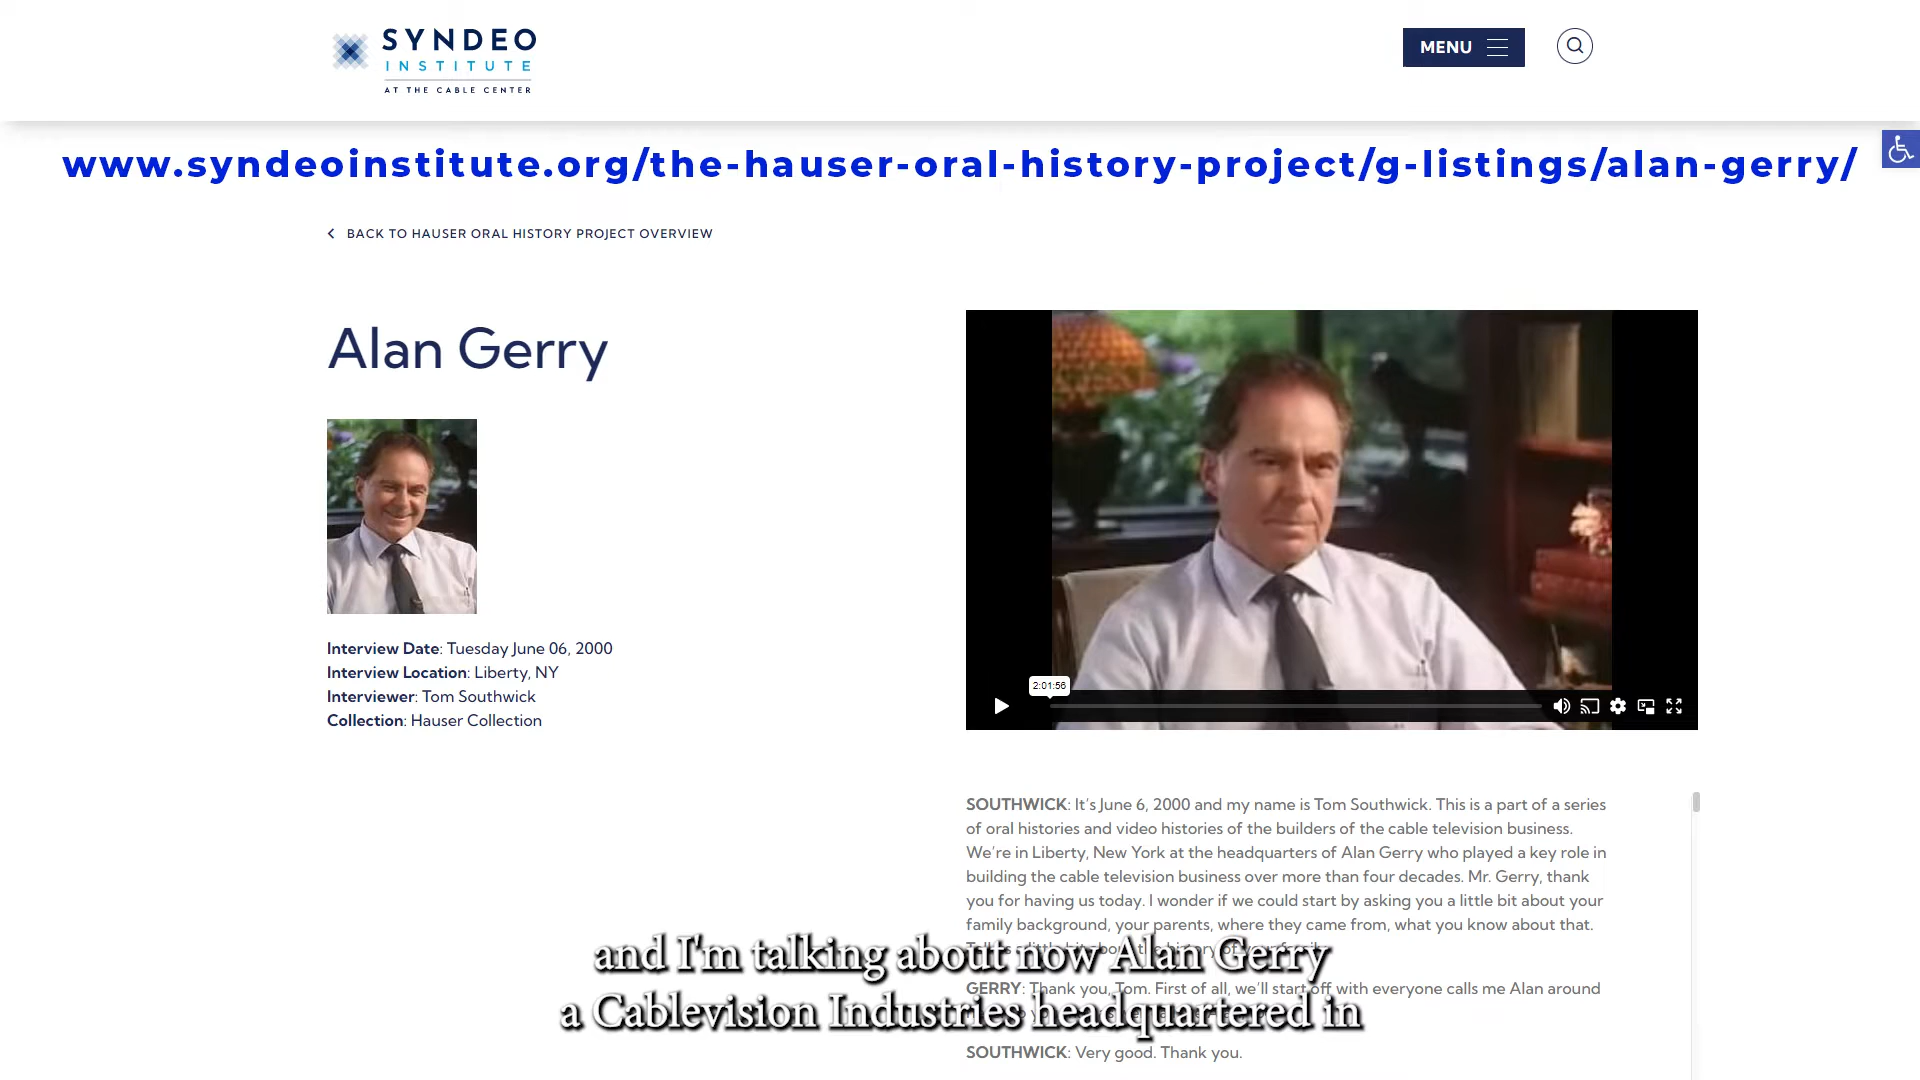 SYNDEO
INSTITUTE
AT THE CABLE CENTER
MENU
www.syndeoinstitute.org/the-hauser-oral-history-project/g-listings/alan-gerry/
BACK TO HAUSER ORAL HISTORY PROJECT OVERVIEW
Alan Gerry
Interview Date: Tuesday June 06, 2000
Interview Location: Liberty, NY
Interviewer: Tom Southwick
Collection: Hauser Collection
2:01:56
SOUTHWICK: It's June 6, 2000 and my name is Tom Southwick. This is a part of a series
of oral histories and video histories of the builders of the cable television business.
We're in Liberty, New York at the headquarters of Alan Gerry who played a key role in
building the cable television business over more than four decades. Mr. Gerry, thank
you for having us today. I wonder if we could start by asking you a little bit about your
family background, your parents, where they came from, what you know about that.
and I'm talking about now Alan Gerry
GERRY: Thank you, Tom. First of all, we'll start off with everyone calls me Alan around
a Cablevision Industries headquartered in
SOUTHWICK: Very good. Thank you.